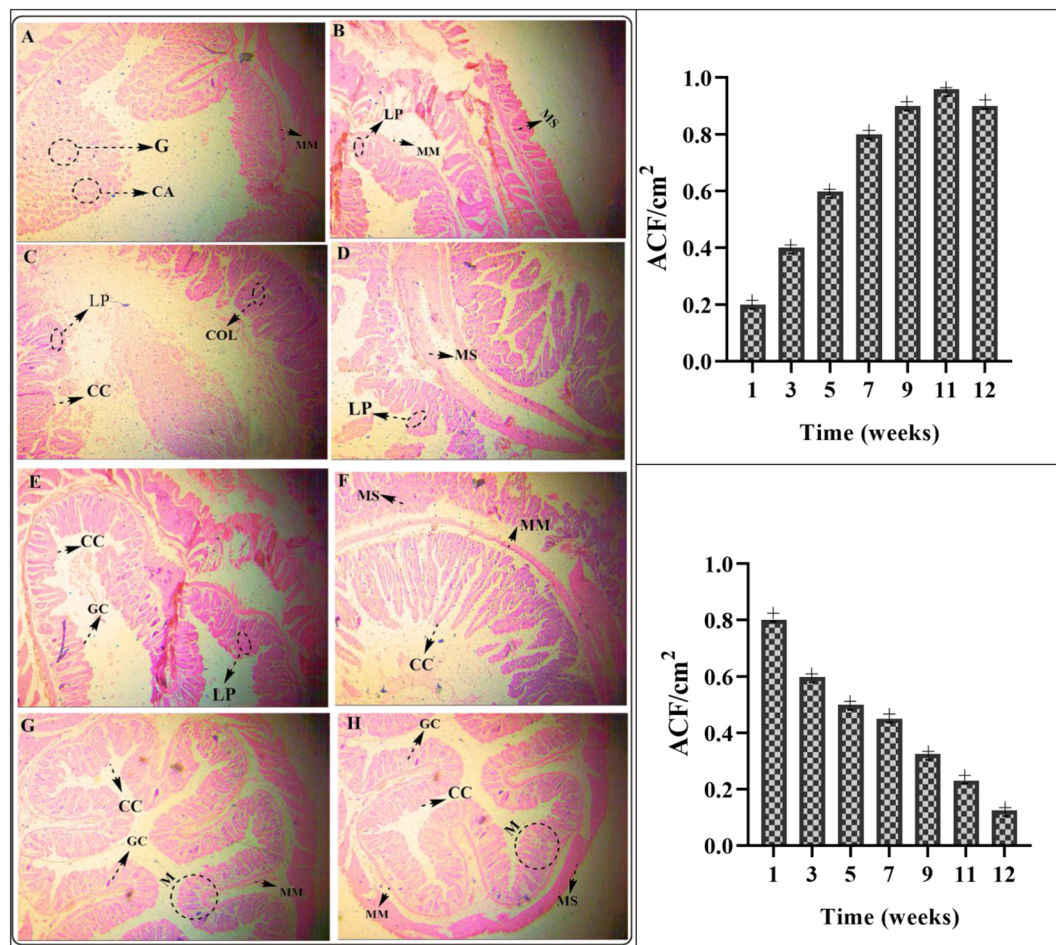 A
G
CA
MM
B
LP
MM
MS
C
LP
CC
COL
D
MS
LP
E
CC
GC
LP
F
MS
MM
CC
G
CC
GC
M
MM
H
GC
CC
M
MM
MS
ACF/cm²
1.0
0.8
0.6
0.4
0.2
0.0
1 3 5 7 9 11 12
Time (weeks)
ACF/cm²
1.0
0.8
0.6
0.4
0.2
0.0
1 3 5 7 9 11 12
Time (weeks)